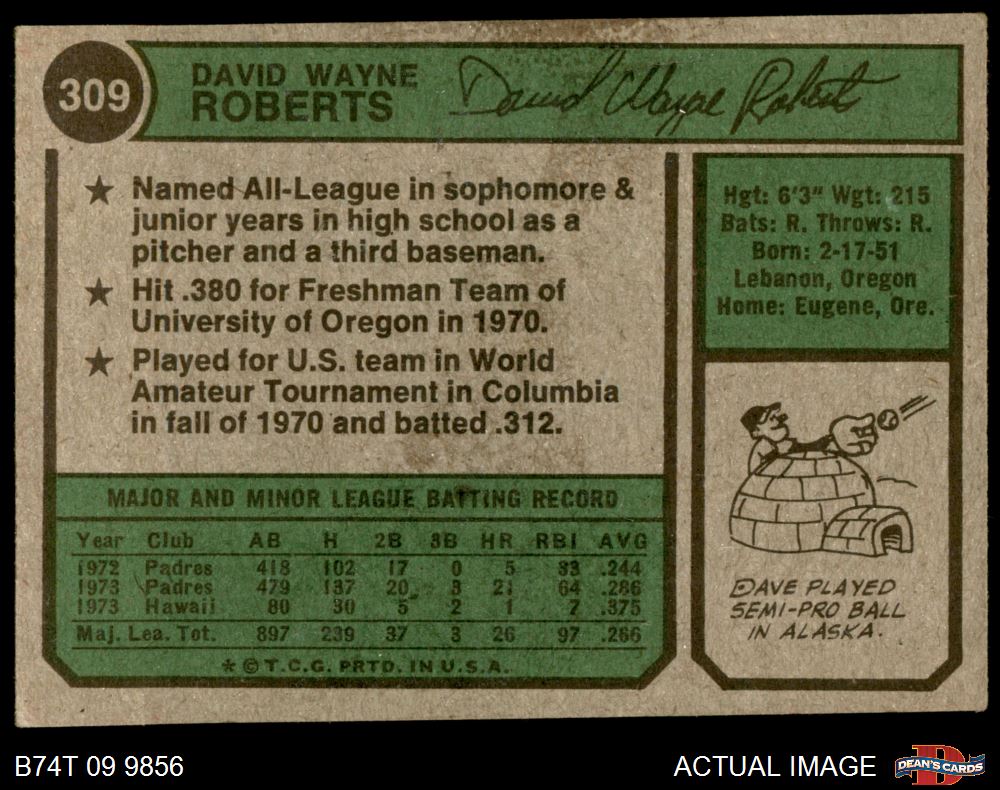 309
DAVID WAYNE
ROBERTS
David Wayne Roberts
★ Named All-League in sophomore &
junior years in high school as a
pitcher and a third baseman.
★ Hit .380 for Freshman Team of
University of Oregon in 1970.
★ Played for U.S. team in World
Amateur Tournament in Columbia
in fall of 1970 and batted .312.
Hgt: 6'3" Wgt: 215
Bats: R. Throws: R.
Born: 2-17-51
Lebanon, Oregon
Home: Eugene, Ore.
DAVE PLAYED
SEMI-PRO BALL
IN ALASKA.
MAJOR AND MINOR LEAGUE BATTING RECORD
Year Club AB H 2B 3B HR RBI AVG
1972 Padres 418 102 17 0 5 33 .244
1973 Padres 479 137 20 3 21 64 .286
1973 Hawaii 80 30 5 2 1 7 .375
Maj. Lea. Tot. 897 239 37 3 26 97 .266
* © T.C.G. PRTD. IN U.S.A.
B74T 09 9856
ACTUAL IMAGE
D
DEAN'S CARDS